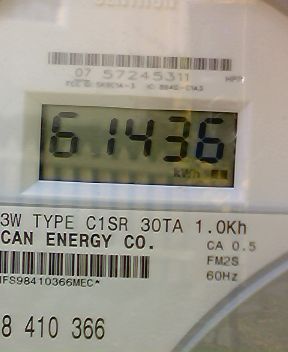 07 57245311
61436
kWh
3W TYPE C1SR 30TA 1.0Kh
CAN ENERGY CO.
CA 0.5
FM2S
60Hz
IFS98410366MEC*
8 410 366